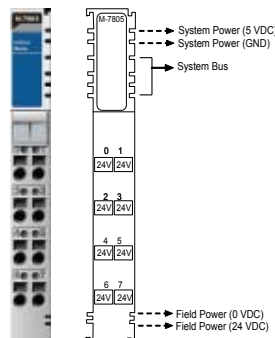 M-7805
System Power (5 VDC)
System Power (GND)
System Bus
0 1
24V 24V
2 3
24V 24V
4 5
24V 24V
6 7
24V 24V
Field Power (0 VDC)
Field Power (24 VDC)